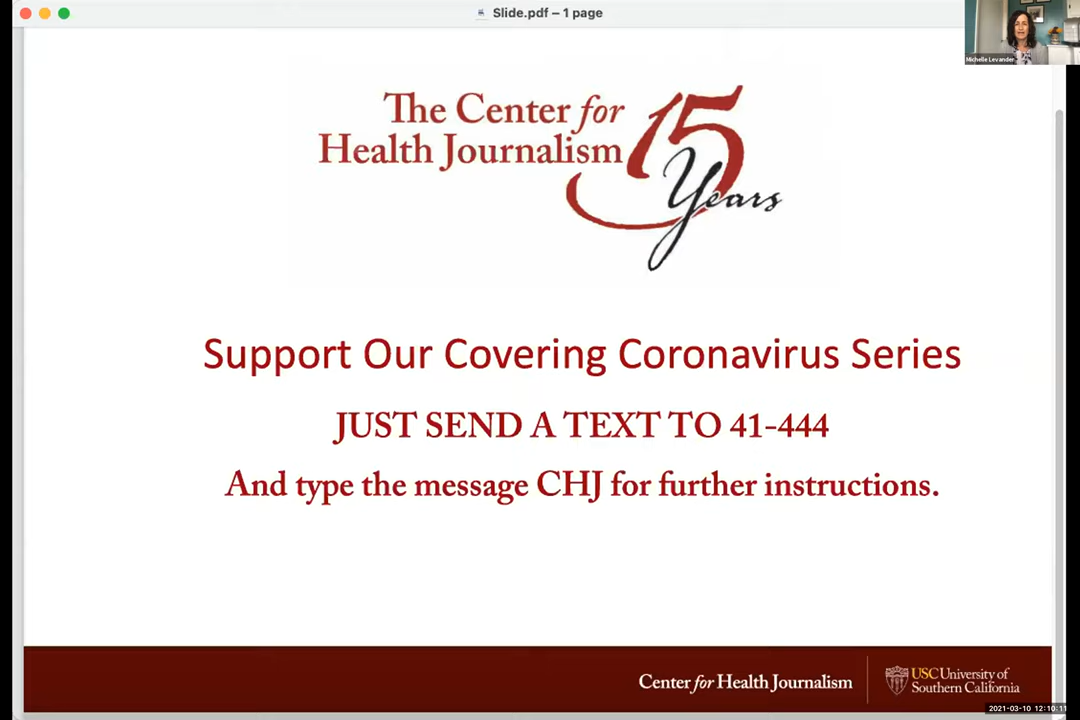 Slide.pdf – 1 page
Michelle Levander
The Center for
Health Journalism
15
Years
Support Our Covering Coronavirus Series
JUST SEND A TEXT TO 41-444
And type the message CHJ for further instructions.
Center for Health Journalism
USC University of
Southern California
2021-03-10 12:10:11